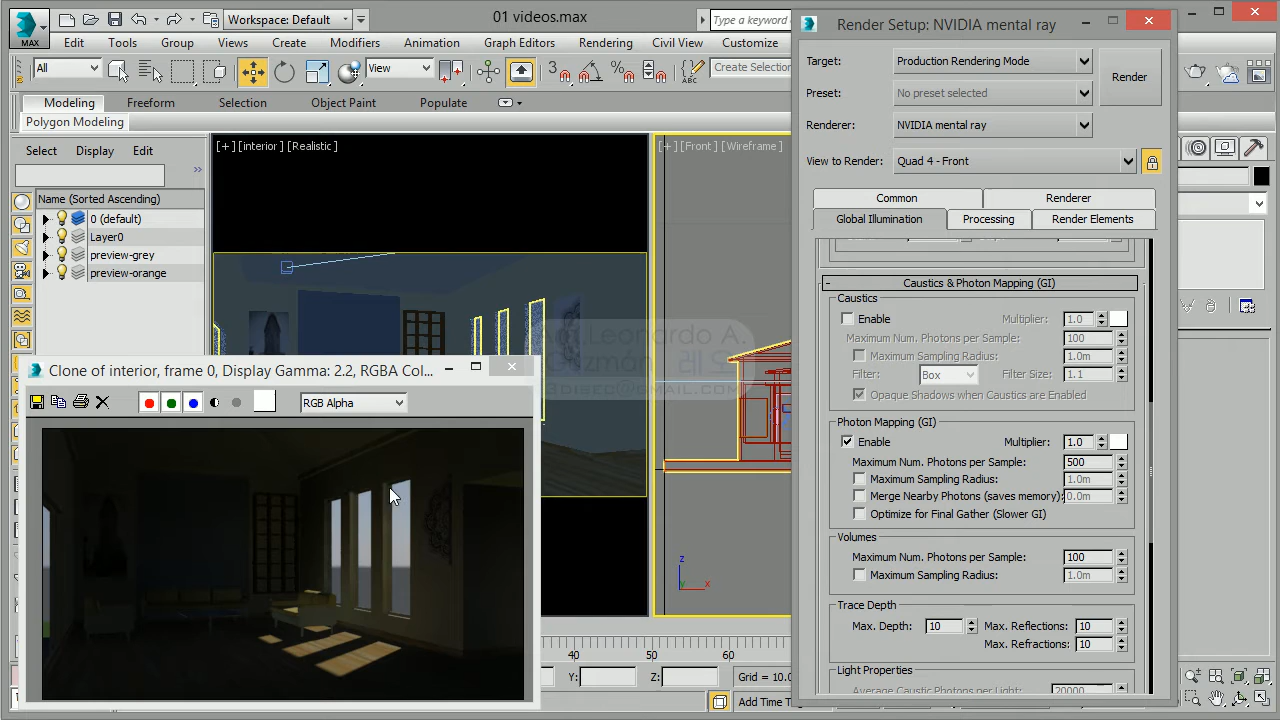 MAX
Workspace: Default
01 videos.max
Type a keyword
Render Setup: NVIDIA mental ray
Edit Tools Group Views Create Modifiers Animation Graph Editors Rendering Civil View Customize
All
View
3
Create Selection
Modeling Freeform Selection Object Paint Populate
Polygon Modeling
Select Display Edit
Name (Sorted Ascending)
0 (default)
Layer0
preview-grey
preview-orange
[+] [interior] [Realistic]
[+] [Front] [Wireframe]
Leonardo A.
Guzmán
Clone of interior, frame 0, Display Gamma: 2.2, RGBA Col...
RGB Alpha
z
x
40 50 60
Y: Z: Grid = 10.0
Add Time Tag
Target: Production Rendering Mode
Render
Preset: No preset selected
Renderer: NVIDIA mental ray
View to Render: Quad 4 - Front
Common Renderer
Global Illumination Processing Render Elements
- Caustics & Photon Mapping (GI)
Caustics
Enable Multiplier: 1.0
Maximum Num. Photons per Sample: 100
Maximum Sampling Radius: 1.0m
Filter: Box Filter Size: 1.1
Opaque Shadows when Caustics are Enabled
Photon Mapping (GI)
Enable Multiplier: 1.0
Maximum Num. Photons per Sample: 500
Maximum Sampling Radius: 1.0m
Merge Nearby Photons (saves memory): 0.0m
Optimize for Final Gather (Slower GI)
Volumes
Maximum Num. Photons per Sample: 100
Maximum Sampling Radius: 1.0m
Trace Depth
Max. Depth: 10 Max. Reflections: 10
Max. Refractions: 10
Light Properties
Average Caustic Photons per Light: 20000